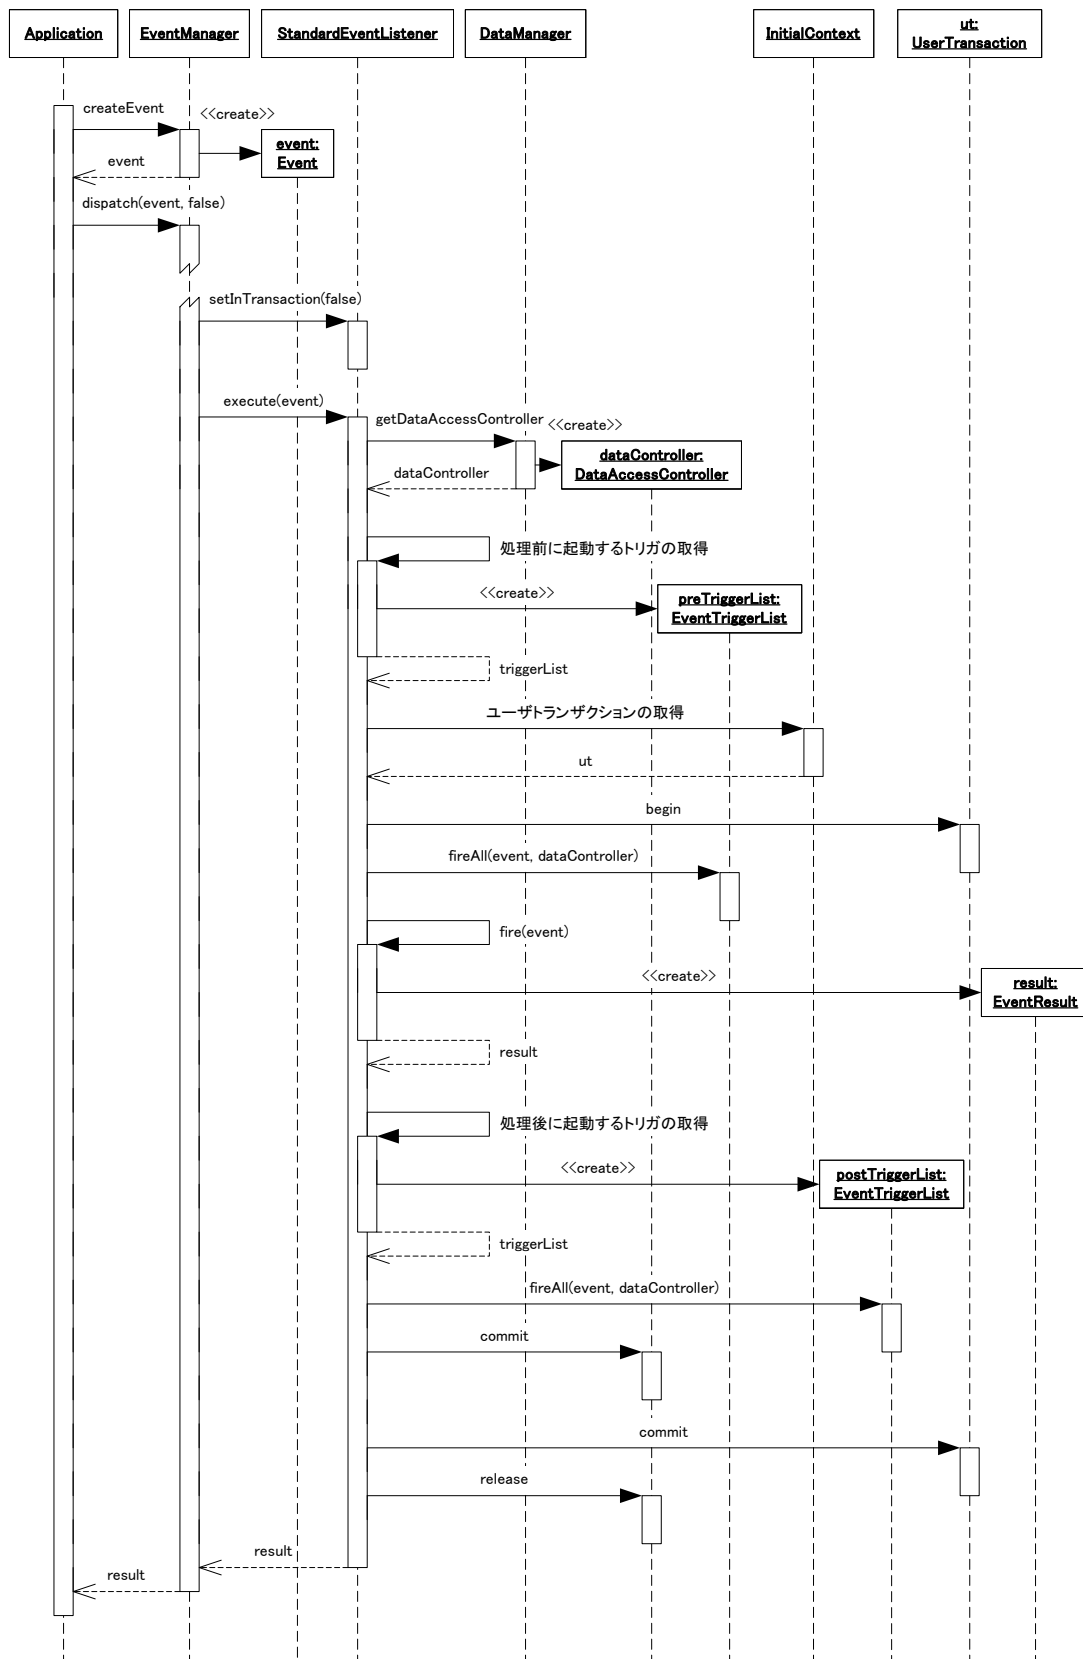 Application
EventManager
StandardEventListener
DataManager
InitialContext
ut:
UserTransaction
createEvent
<<create>>
event:
Event
event
dispatch(event, false)
setInTransaction(false)
execute(event)
getDataAccessController
<<create>>
dataController:
DataAccessController
dataController
処理前に起動するトリガの取得
<<create>>
preTriggerList:
EventTriggerList
triggerList
ユーザトランザクションの取得
ut
begin
fireAll(event, dataController)
fire(event)
<<create>>
result:
EventResult
result
処理後に起動するトリガの取得
<<create>>
postTriggerList:
EventTriggerList
triggerList
fireAll(event, dataController)
commit
commit
release
result
result